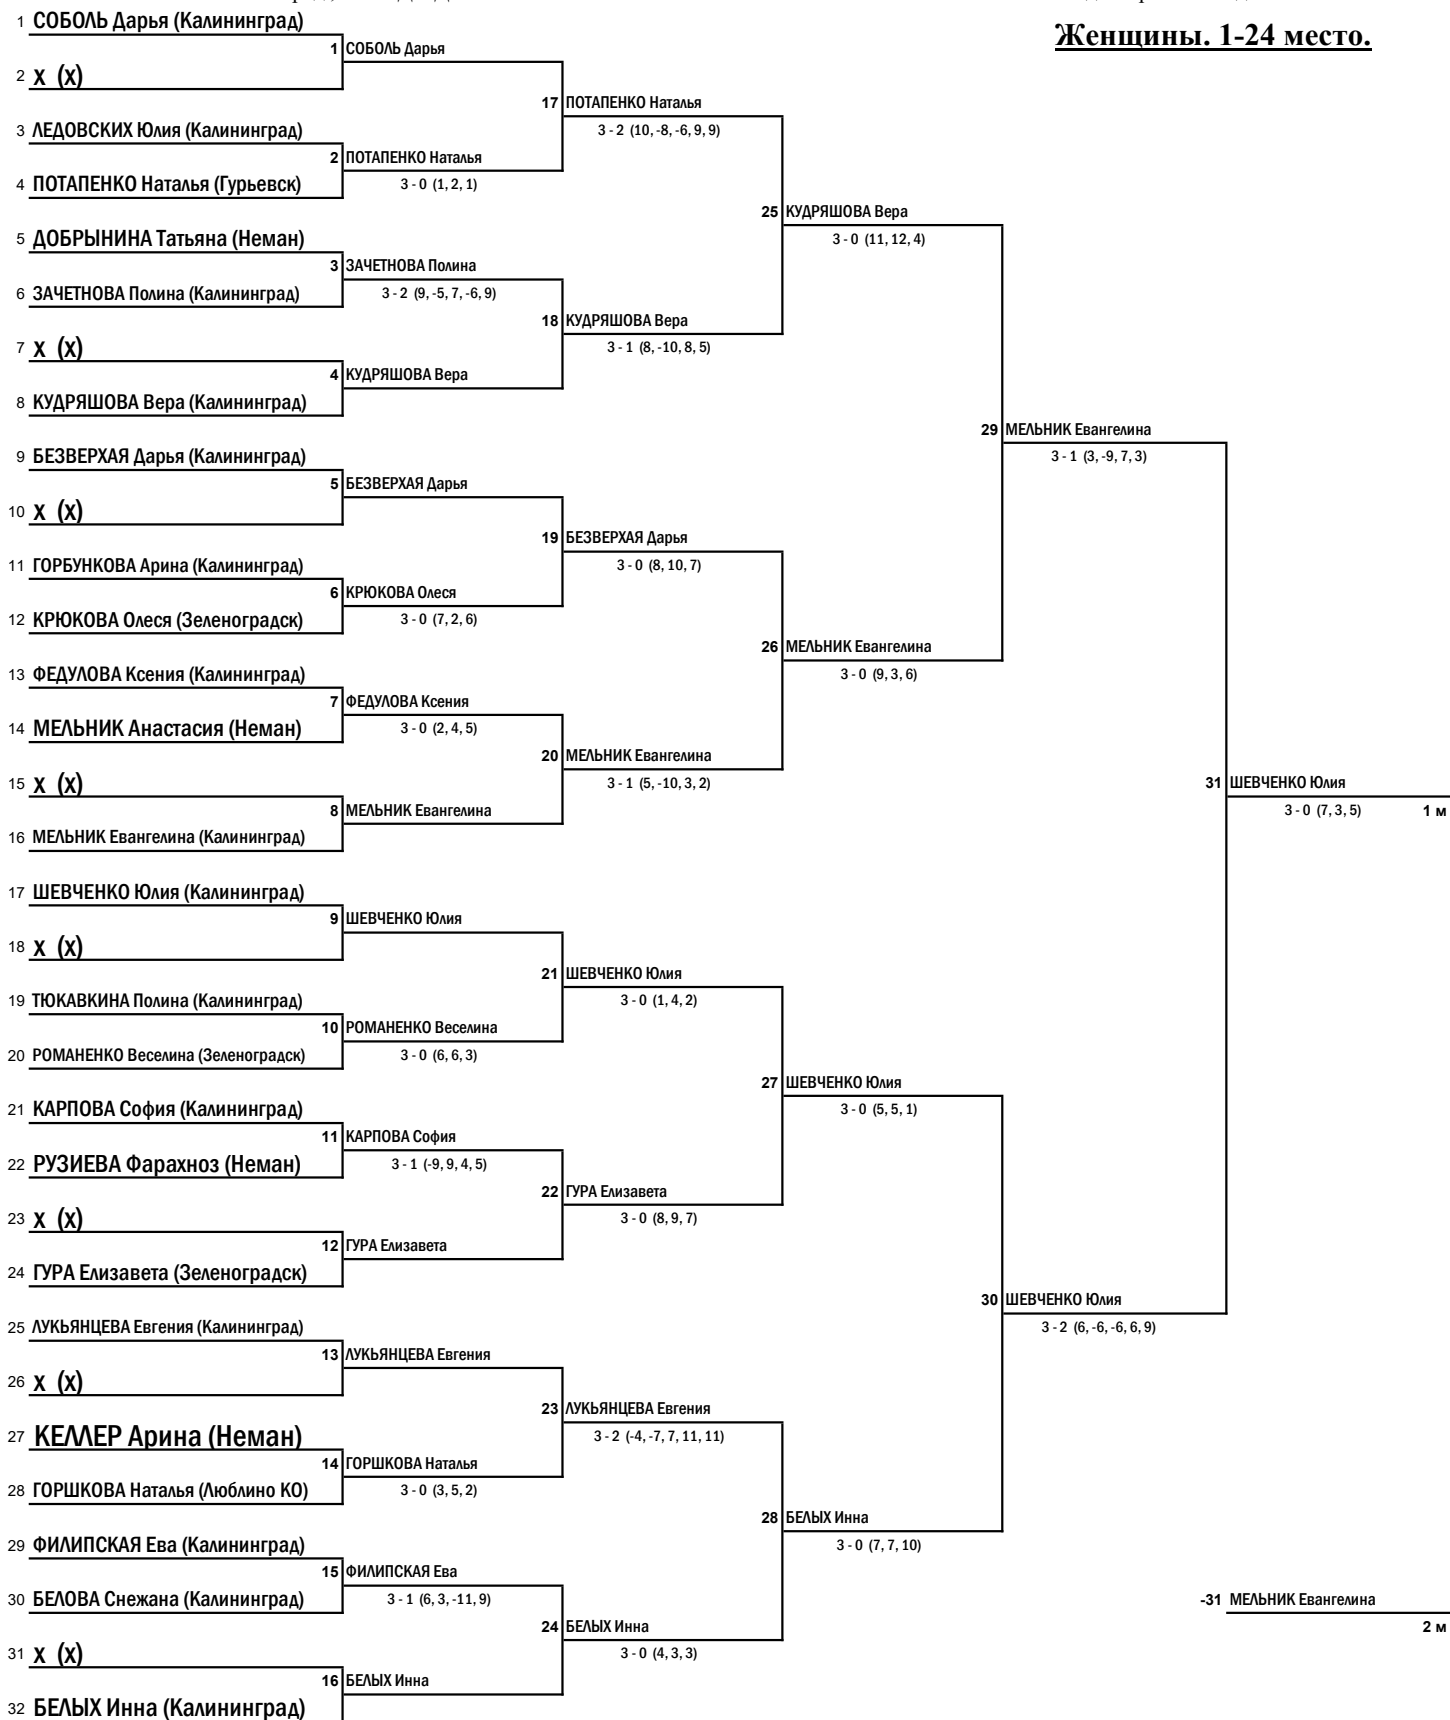 Женщины. 1-24 место.
1 СОБОЛЬ Дарья (Калининград)
1 СОБОЛЬ Дарья
2 х (х)
17 ПОТАПЕНКО Наталья
3 - 2 (10, -8, -6, 9, 9)
3 ЛЕДОВСКИХ Юлия (Калининград)
2 ПОТАПЕНКО Наталья
4 ПОТАПЕНКО Наталья (Гурьевск)
3 - 0 (1, 2, 1)
25 КУДРЯШОВА Вера
3 - 0 (11, 12, 4)
5 ДОБРЫНИНА Татьяна (Неман)
3 ЗАЧЕТНОВА Полина
6 ЗАЧЕТНОВА Полина (Калининград)
3 - 2 (9, -5, 7, -6, 9)
18 КУДРЯШОВА Вера
3 - 1 (8, -10, 8, 5)
7 х (х)
4 КУДРЯШОВА Вера
8 КУДРЯШОВА Вера (Калининград)
29 МЕЛЬНИК Евангелина
3 - 1 (3, -9, 7, 3)
9 БЕЗВЕРХАЯ Дарья (Калининград)
5 БЕЗВЕРХАЯ Дарья
10 х (х)
19 БЕЗВЕРХАЯ Дарья
3 - 0 (8, 10, 7)
11 ГОРБУНКОВА Арина (Калининград)
6 КРЮКОВА Олеся
12 КРЮКОВА Олеся (Зеленоградск)
3 - 0 (7, 2, 6)
26 МЕЛЬНИК Евангелина
3 - 0 (9, 3, 6)
13 ФЕДУЛОВА Ксения (Калининград)
7 ФЕДУЛОВА Ксения
14 МЕЛЬНИК Анастасия (Неман)
3 - 0 (2, 4, 5)
20 МЕЛЬНИК Евангелина
3 - 1 (5, -10, 3, 2)
15 х (х)
8 МЕЛЬНИК Евангелина
16 МЕЛЬНИК Евангелина (Калининград)
31 ШЕВЧЕНКО Юлия
3 - 0 (7, 3, 5) 1 м
17 ШЕВЧЕНКО Юлия (Калининград)
9 ШЕВЧЕНКО Юлия
18 х (х)
21 ШЕВЧЕНКО Юлия
3 - 0 (1, 4, 2)
19 ТЮКАВКИНА Полина (Калининград)
10 РОМАНЕНКО Веселина
20 РОМАНЕНКО Веселина (Зеленоградск)
3 - 0 (6, 6, 3)
27 ШЕВЧЕНКО Юлия
3 - 0 (5, 5, 1)
21 КАРПОВА София (Калининград)
11 КАРПОВА София
22 РУЗИЕВА Фарахноз (Неман)
3 - 1 (-9, 9, 4, 5)
22 ГУРА Елизавета
3 - 0 (8, 9, 7)
23 х (х)
12 ГУРА Елизавета
24 ГУРА Елизавета (Зеленоградск)
30 ШЕВЧЕНКО Юлия
3 - 2 (6, -6, -6, 6, 9)
25 ЛУКЬЯНЦЕВА Евгения (Калининград)
13 ЛУКЬЯНЦЕВА Евгения
26 х (х)
23 ЛУКЬЯНЦЕВА Евгения
3 - 2 (-4, -7, 7, 11, 11)
27 КЕЛЛЕР Арина (Неман)
14 ГОРШКОВА Наталья
28 ГОРШКОВА Наталья (Люблино КО)
3 - 0 (3, 5, 2)
28 БЕЛЫХ Инна
3 - 0 (7, 7, 10)
29 ФИЛИПСКАЯ Ева (Калининград)
15 ФИЛИПСКАЯ Ева
30 БЕЛОВА Снежана (Калининград)
3 - 1 (6, 3, -11, 9)
-31 МЕЛЬНИК Евангелина
2 м
24 БЕЛЫХ Инна
3 - 0 (4, 3, 3)
31 х (х)
16 БЕЛЫХ Инна
32 БЕЛЫХ Инна (Калининград)